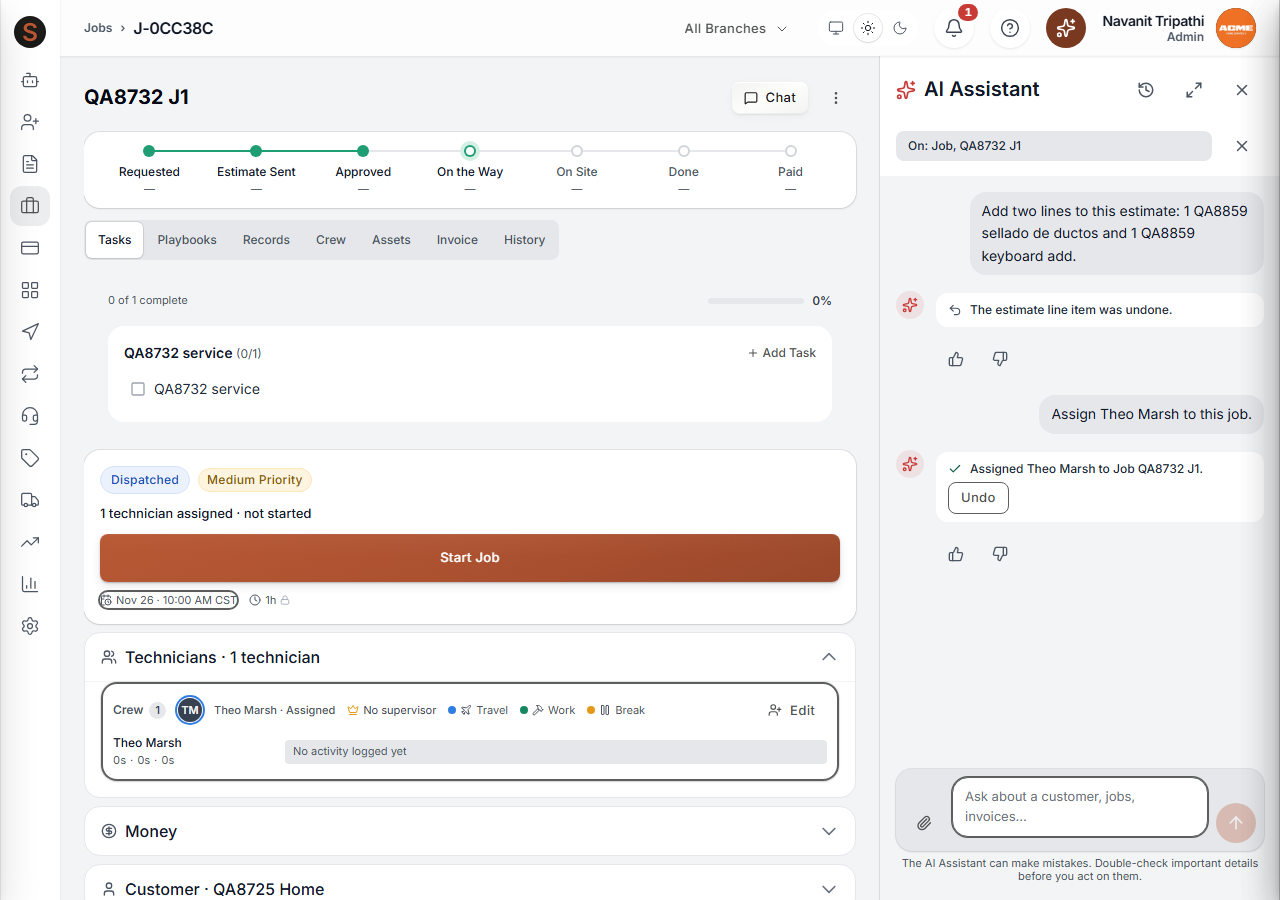 S
Jobs › J-0CC38C
All Branches
1
Navanit Tripathi
Admin
ACME
QA8732 J1
Chat
Requested
Estimate Sent
Approved
On the Way
On Site
Done
Paid
— — — — — — —
Tasks
Playbooks
Records
Crew
Assets
Invoice
History
0 of 1 complete
0%
QA8732 service (0/1)
+ Add Task
QA8732 service
Dispatched
Medium Priority
1 technician assigned · not started
Start Job
Nov 26 · 10:00 AM CST
1h
Technicians · 1 technician
Crew 1 TM Theo Marsh · Assigned No supervisor Travel Work Break
Edit
Theo Marsh
0s · 0s · 0s
No activity logged yet
Money
Customer · QA8725 Home
AI Assistant
On: Job, QA8732 J1
Add two lines to this estimate: 1 QA8859
sellado de ductos and 1 QA8859
keyboard add.
The estimate line item was undone.
Assign Theo Marsh to this job.
Assigned Theo Marsh to Job QA8732 J1.
Undo
Ask about a customer, jobs,
invoices...
The AI Assistant can make mistakes. Double-check important details
before you act on them.